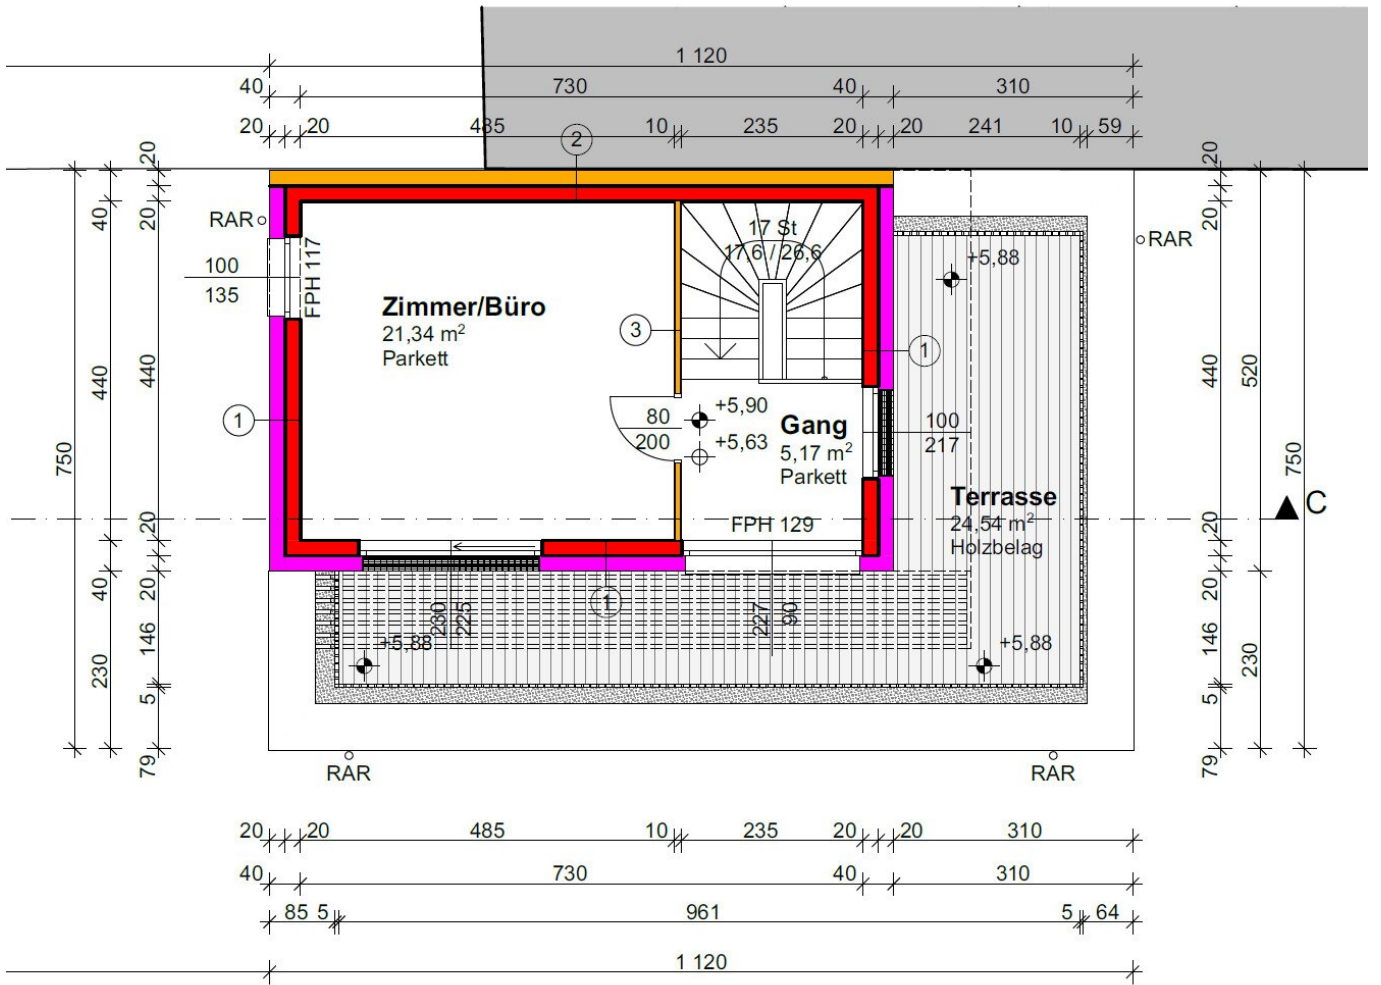 1 120
40 730 40 310
20 20 485 10 235 20 20 241 10 59
2
20 40 20
20 20
RAR
RAR
100
135
FPH 117
17 St
17,6 / 26,6
+5,88
Zimmer/Büro
21,34 m²
Parkett
3
1
1
440 440
440 520
750
750
80
200
+5,90
+5,63
Gang
5,17 m²
Parkett
100
217
Terrasse
24,54 m²
Holzbelag
C
FPH 129
20
20
40 20
20
1
230
225
227
90
+5,88
+5,88
230 146
146 230
5
5
79
79
RAR
RAR
20 20 485 10 235 20 20 310
40 730 40 310
85 5 961 5 64
1 120